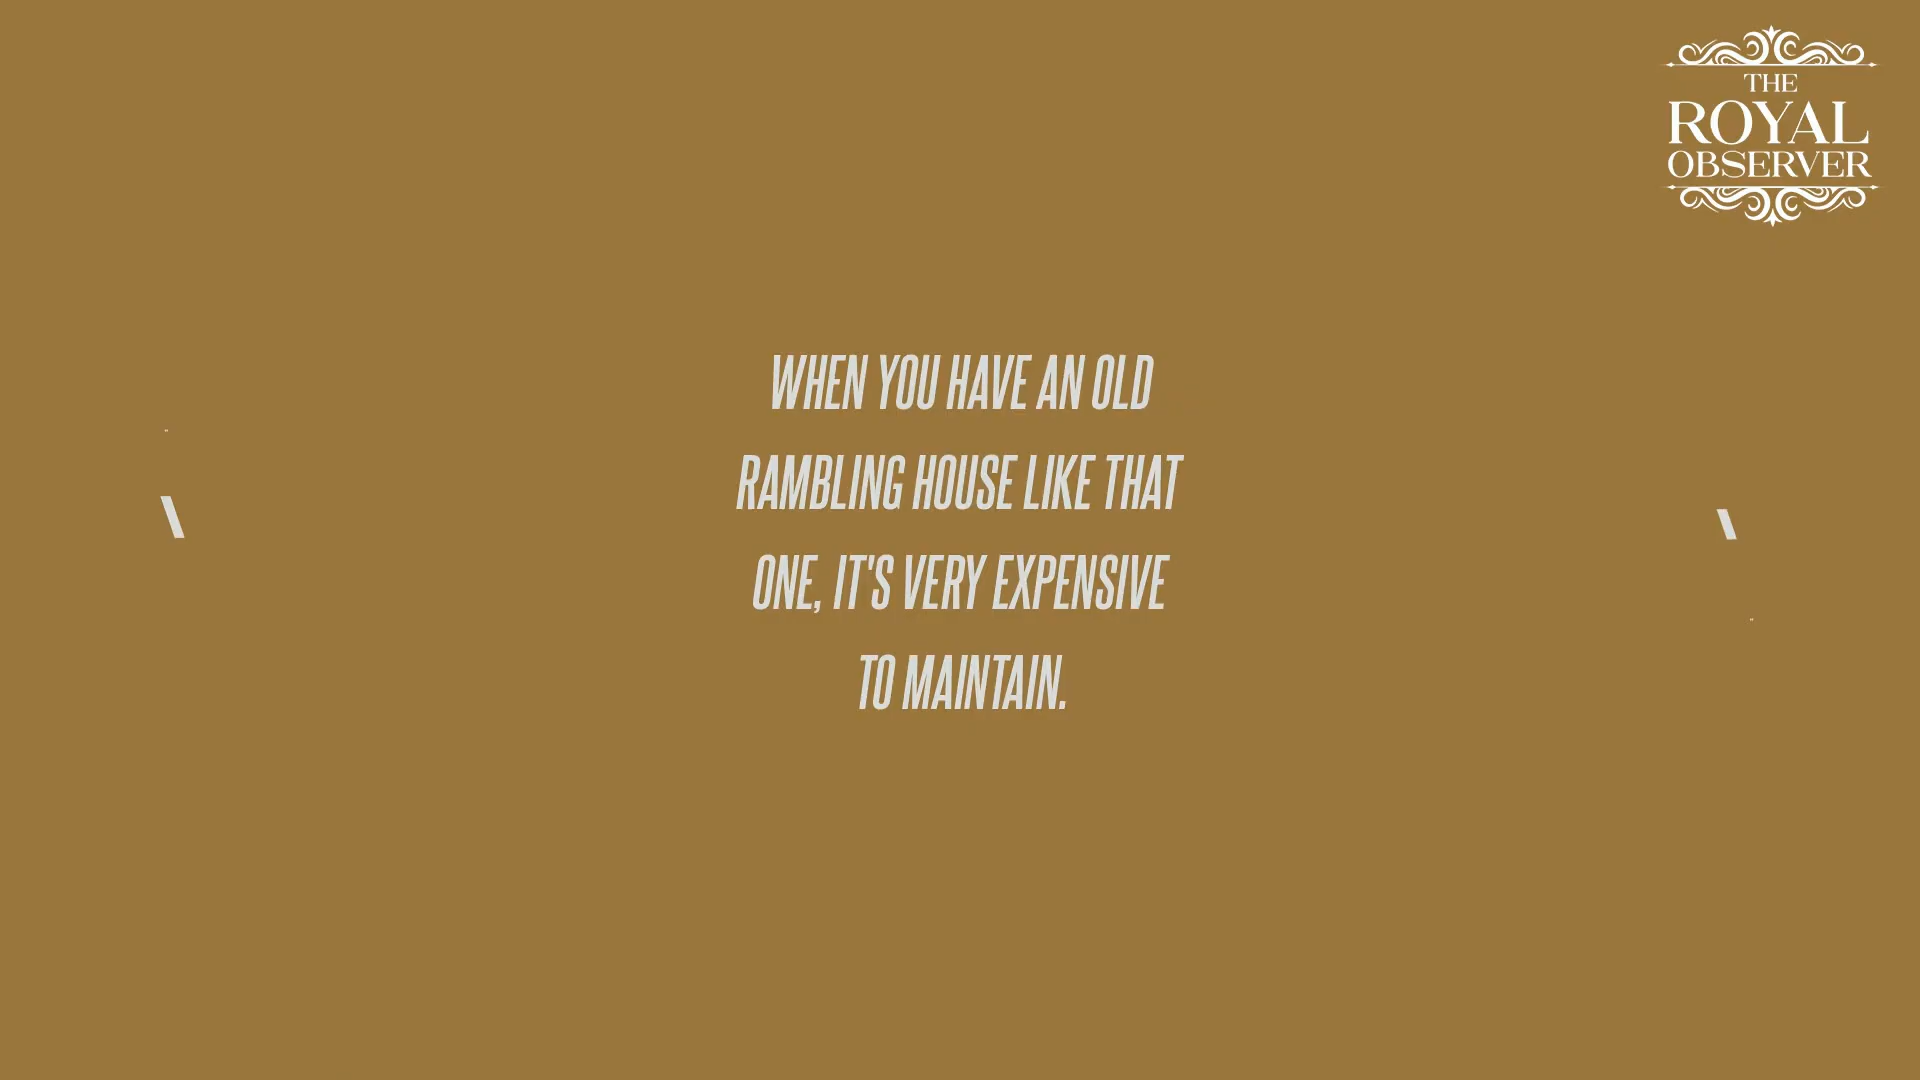 THE
ROYAL
OBSERVER
WHEN YOU HAVE AN OLD
RAMBLING HOUSE LIKE THAT
ONE, IT'S VERY EXPENSIVE
TO MAINTAIN.